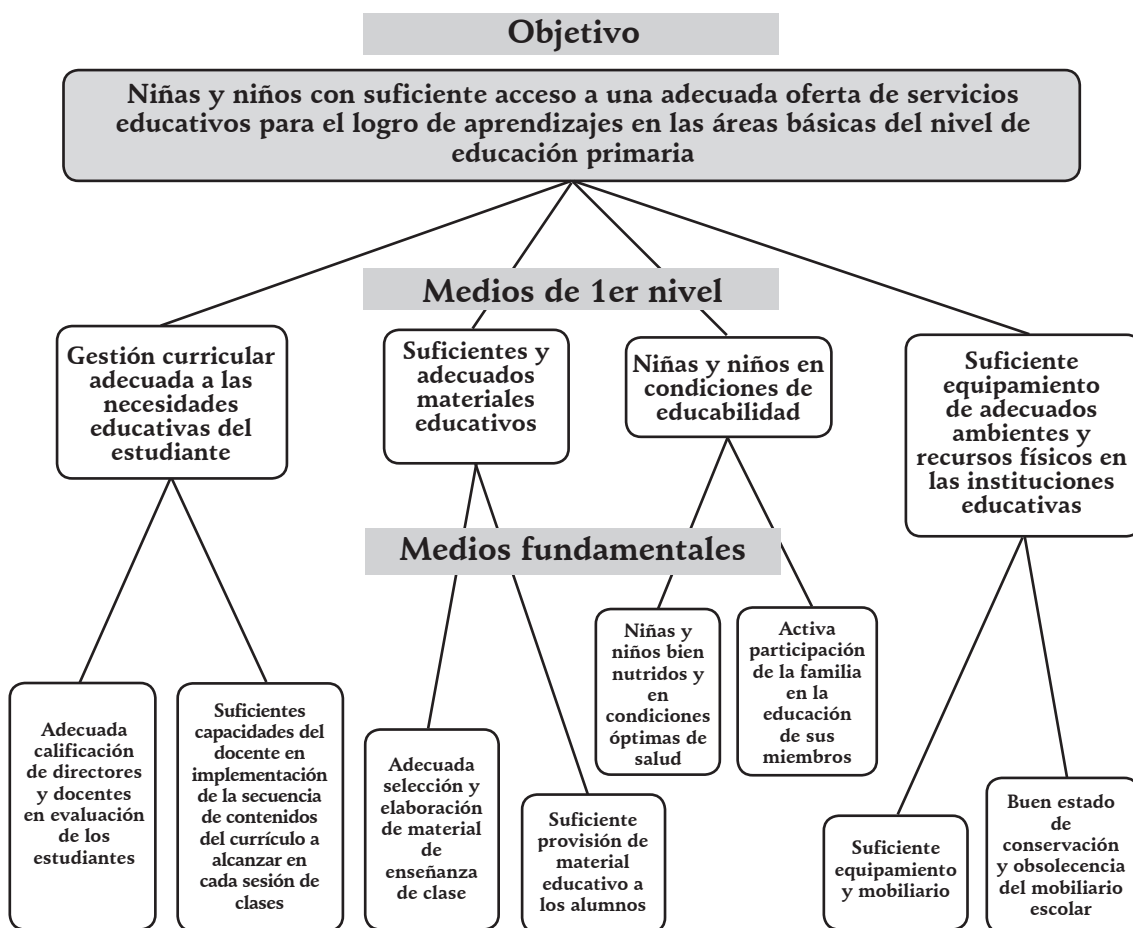 Objetivo
Niñas y niños con suficiente acceso a una adecuada oferta de servicios
educativos para el logro de aprendizajes en las áreas básicas del nivel de
educación primaria
Medios de 1er nivel
Gestión curricular
adecuada a las
necesidades
educativas del
estudiante
Suficientes y
adecuados
materiales
educativos
Niñas y niños en
condiciones de
educabilidad
Suficiente
equipamiento
de adecuados
ambientes y
recursos físicos en
las instituciones
educativas
Medios fundamentales
Adecuada
calificación
de directores
y docentes
en evaluación
de los
estudiantes
Suficientes
capacidades del
docente en
implementación
de la secuencia
de contenidos
del currículo a
alcanzar en
cada sesión de
clases
Adecuada
selección y
elaboración
de material
de
enseñanza
de clase
Suficiente
provisión de
material
educativo a
los alumnos
Niñas y
niños bien
nutridos y
en
condiciones
óptimas de
salud
Activa
participación
de la familia
en la
educación
de sus
miembros
Suficiente
equipamiento
y mobiliario
Buen estado
de
conservación
y obsolecencia
del mobiliario
escolar